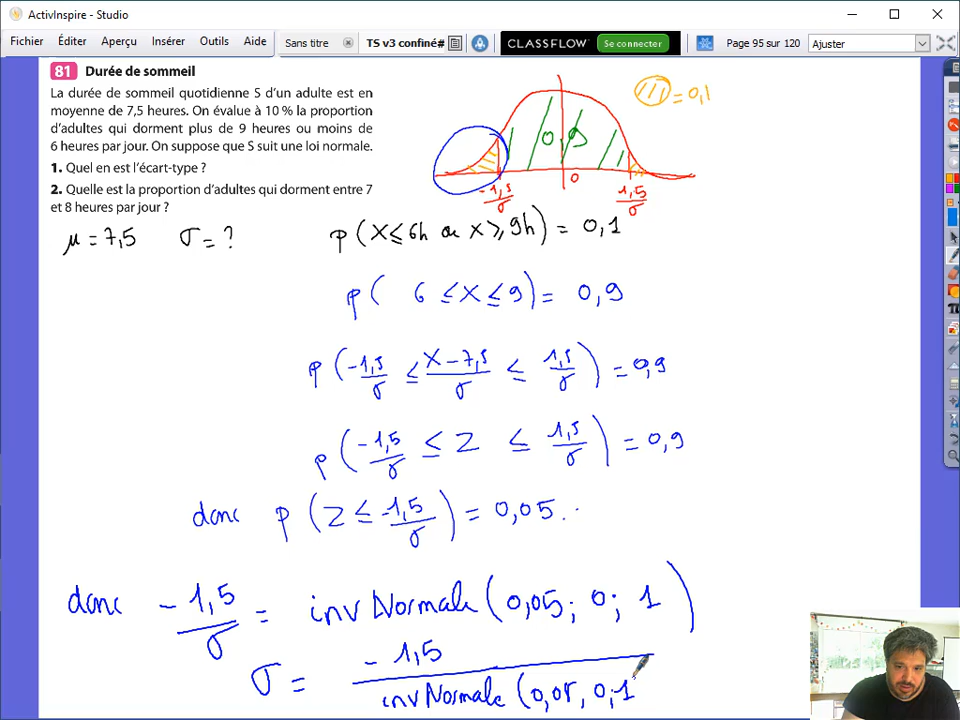 ActivInspire - Studio
Fichier Éditer Aperçu Insérer Outils Aide Sans titre TS v3 confiné# CLASSFLOW Se connecter Page 95 sur 120 Ajuster
81 Durée de sommeil
La durée de sommeil quotidienne S d'un adulte est en
moyenne de 7,5 heures. On évalue à 10 % la proportion
d'adultes qui dorment plus de 9 heures ou moins de
6 heures par jour. On suppose que S suit une loi normale.
1. Quel en est l'écart-type ?
2. Quelle est la proportion d'adultes qui dorment entre 7
et 8 heures par jour ?
= 0,1
0,9
-1,5/σ 0 1,5/σ
μ = 7,5 σ = ? p(X ≤ 6h ou X ≥ 9h) = 0,1
p( 6 ≤ X ≤ 9) = 0,9
p(-1,5/σ ≤ X-7,5/σ ≤ 1,5/σ) = 0,9
p(-1,5/σ ≤ Z ≤ 1,5/σ) = 0,9
donc p(Z ≤ -1,5/σ) = 0,05
donc -1,5/σ = invNormale(0,05; 0; 1)
σ = -1,5/invNormale(0,05, 0,1